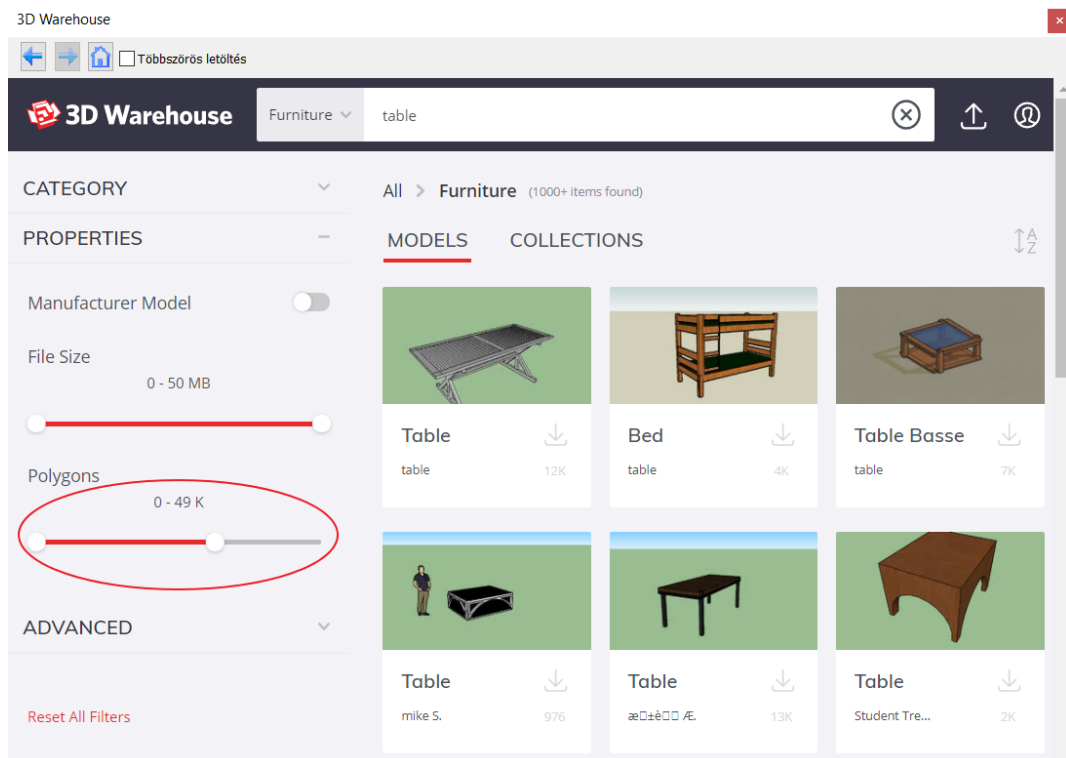 3D Warehouse
Többszörös letöltés
3D Warehouse
Furniture
table
CATEGORY
PROPERTIES
Manufacturer Model
File Size
0 - 50 MB
Polygons
0 - 49 K
ADVANCED
Reset All Filters
All > Furniture (1000+ items found)
MODELS COLLECTIONS
A
Z
Table
table 12K
Bed
table 4K
Table Basse
table 7K
Table
mike S. 976
Table
æ□±è□□ Æ. 13K
Table
Student Tre... 2K